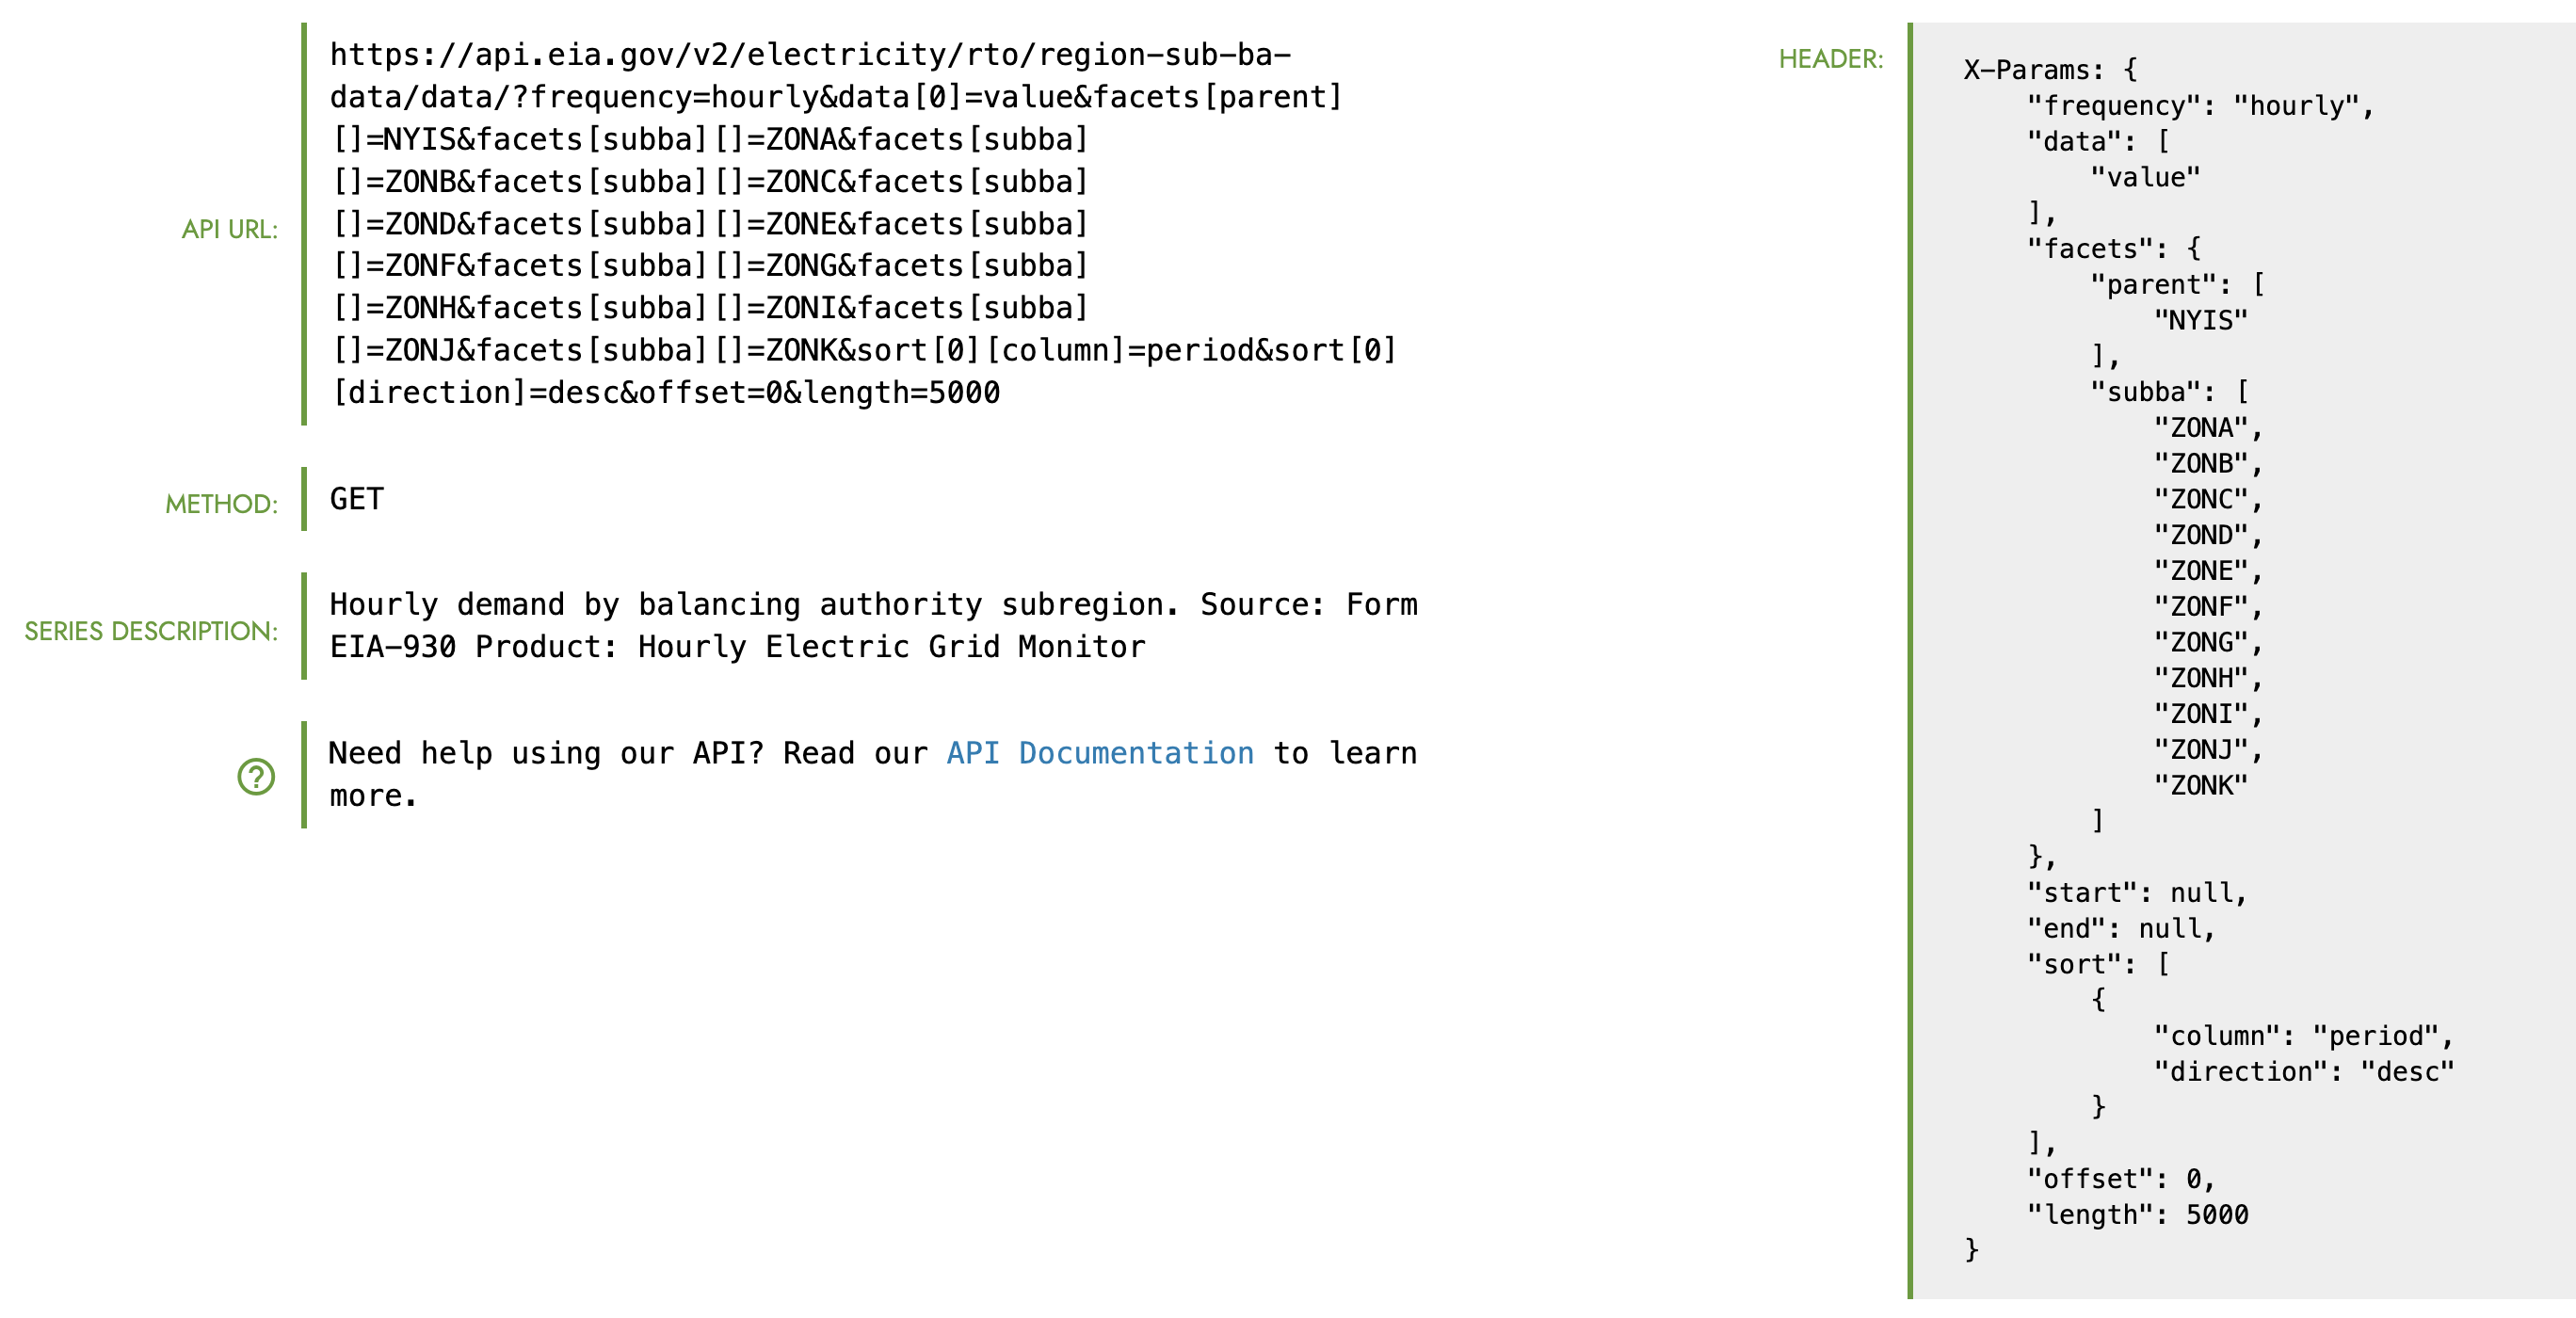 API URL:
https://api.eia.gov/v2/electricity/rto/region-sub-ba-
data/data/?frequency=hourly&data[0]=value&facets[parent]
[]=NYIS&facets[subba][]=ZONA&facets[subba]
[]=ZONB&facets[subba][]=ZONC&facets[subba]
[]=ZOND&facets[subba][]=ZONE&facets[subba]
[]=ZONF&facets[subba][]=ZONG&facets[subba]
[]=ZONH&facets[subba][]=ZONI&facets[subba]
[]=ZONJ&facets[subba][]=ZONK&sort[0][column]=period&sort[0]
[direction]=desc&offset=0&length=5000
METHOD:
GET
SERIES DESCRIPTION:
Hourly demand by balancing authority subregion. Source: Form
EIA-930 Product: Hourly Electric Grid Monitor
?
Need help using our API? Read our API Documentation to learn
more.
HEADER:
X-Params: {
    "frequency": "hourly",
    "data": [
        "value"
    ],
    "facets": {
        "parent": [
            "NYIS"
        ],
        "subba": [
            "ZONA",
            "ZONB",
            "ZONC",
            "ZOND",
            "ZONE",
            "ZONF",
            "ZONG",
            "ZONH",
            "ZONI",
            "ZONJ",
            "ZONK"
        ]
    },
    "start": null,
    "end": null,
    "sort": [
        {
            "column": "period",
            "direction": "desc"
        }
    ],
    "offset": 0,
    "length": 5000
}